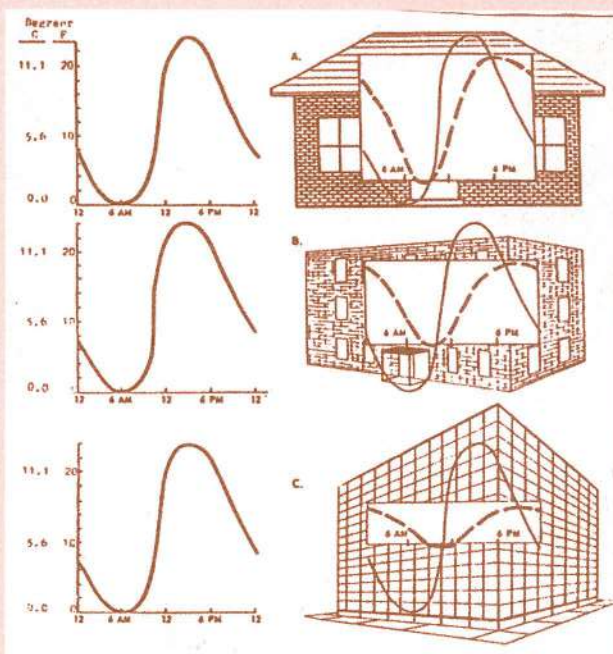 Degrees
C F
11.1 20
5.6 10
0.0 0
12 6 AM 12 6 PM 12
A.
6 AM 6 PM
20
11.1
5.6 10
0.0
12 6 AM 12 6 PM 12
B.
6 AM 6 PM
11.1 20
5.6 10
0.0 0
12 6 AM 12 6 PM 12
C.
6 AM 6 PM